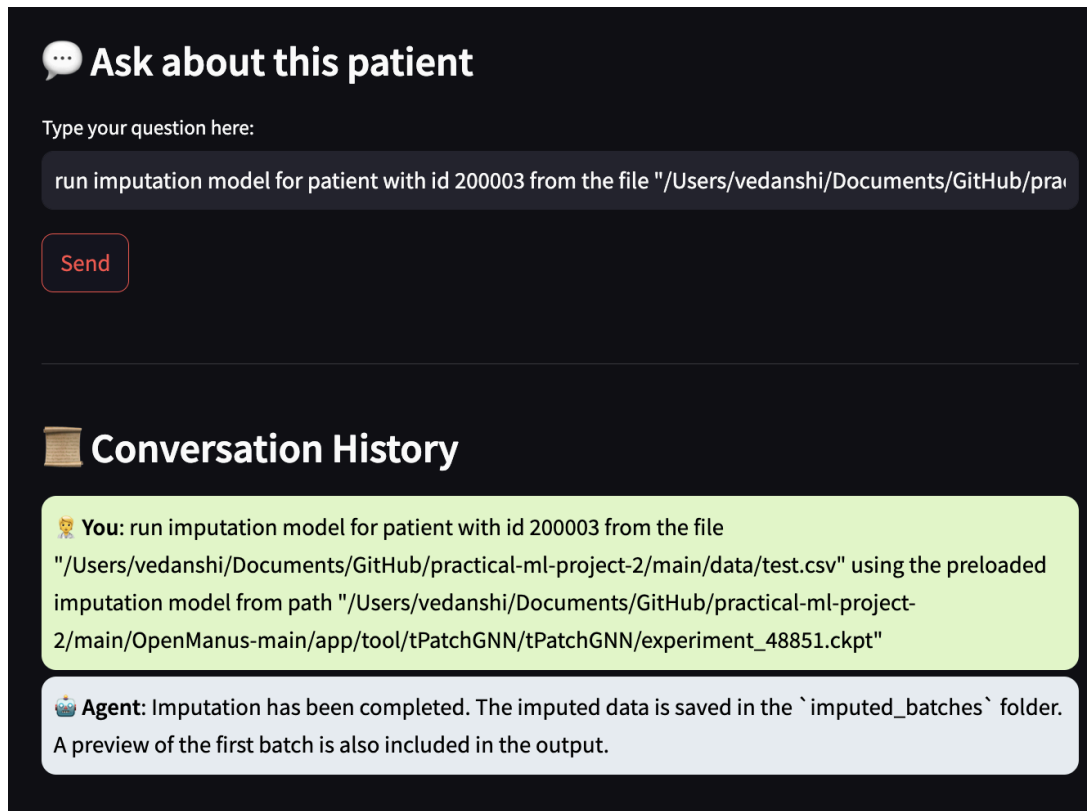 💬 Ask about this patient
Type your question here:
run imputation model for patient with id 200003 from the file "/Users/vedanshi/Documents/GitHub/prac
Send
📜 Conversation History
🧑‍⚕️ You: run imputation model for patient with id 200003 from the file
"/Users/vedanshi/Documents/GitHub/practical-ml-project-2/main/data/test.csv" using the preloaded
imputation model from path "/Users/vedanshi/Documents/GitHub/practical-ml-project-
2/main/OpenManus-main/app/tool/tPatchGNN/tPatchGNN/experiment_48851.ckpt"
🤖 Agent: Imputation has been completed. The imputed data is saved in the `imputed_batches` folder.
A preview of the first batch is also included in the output.